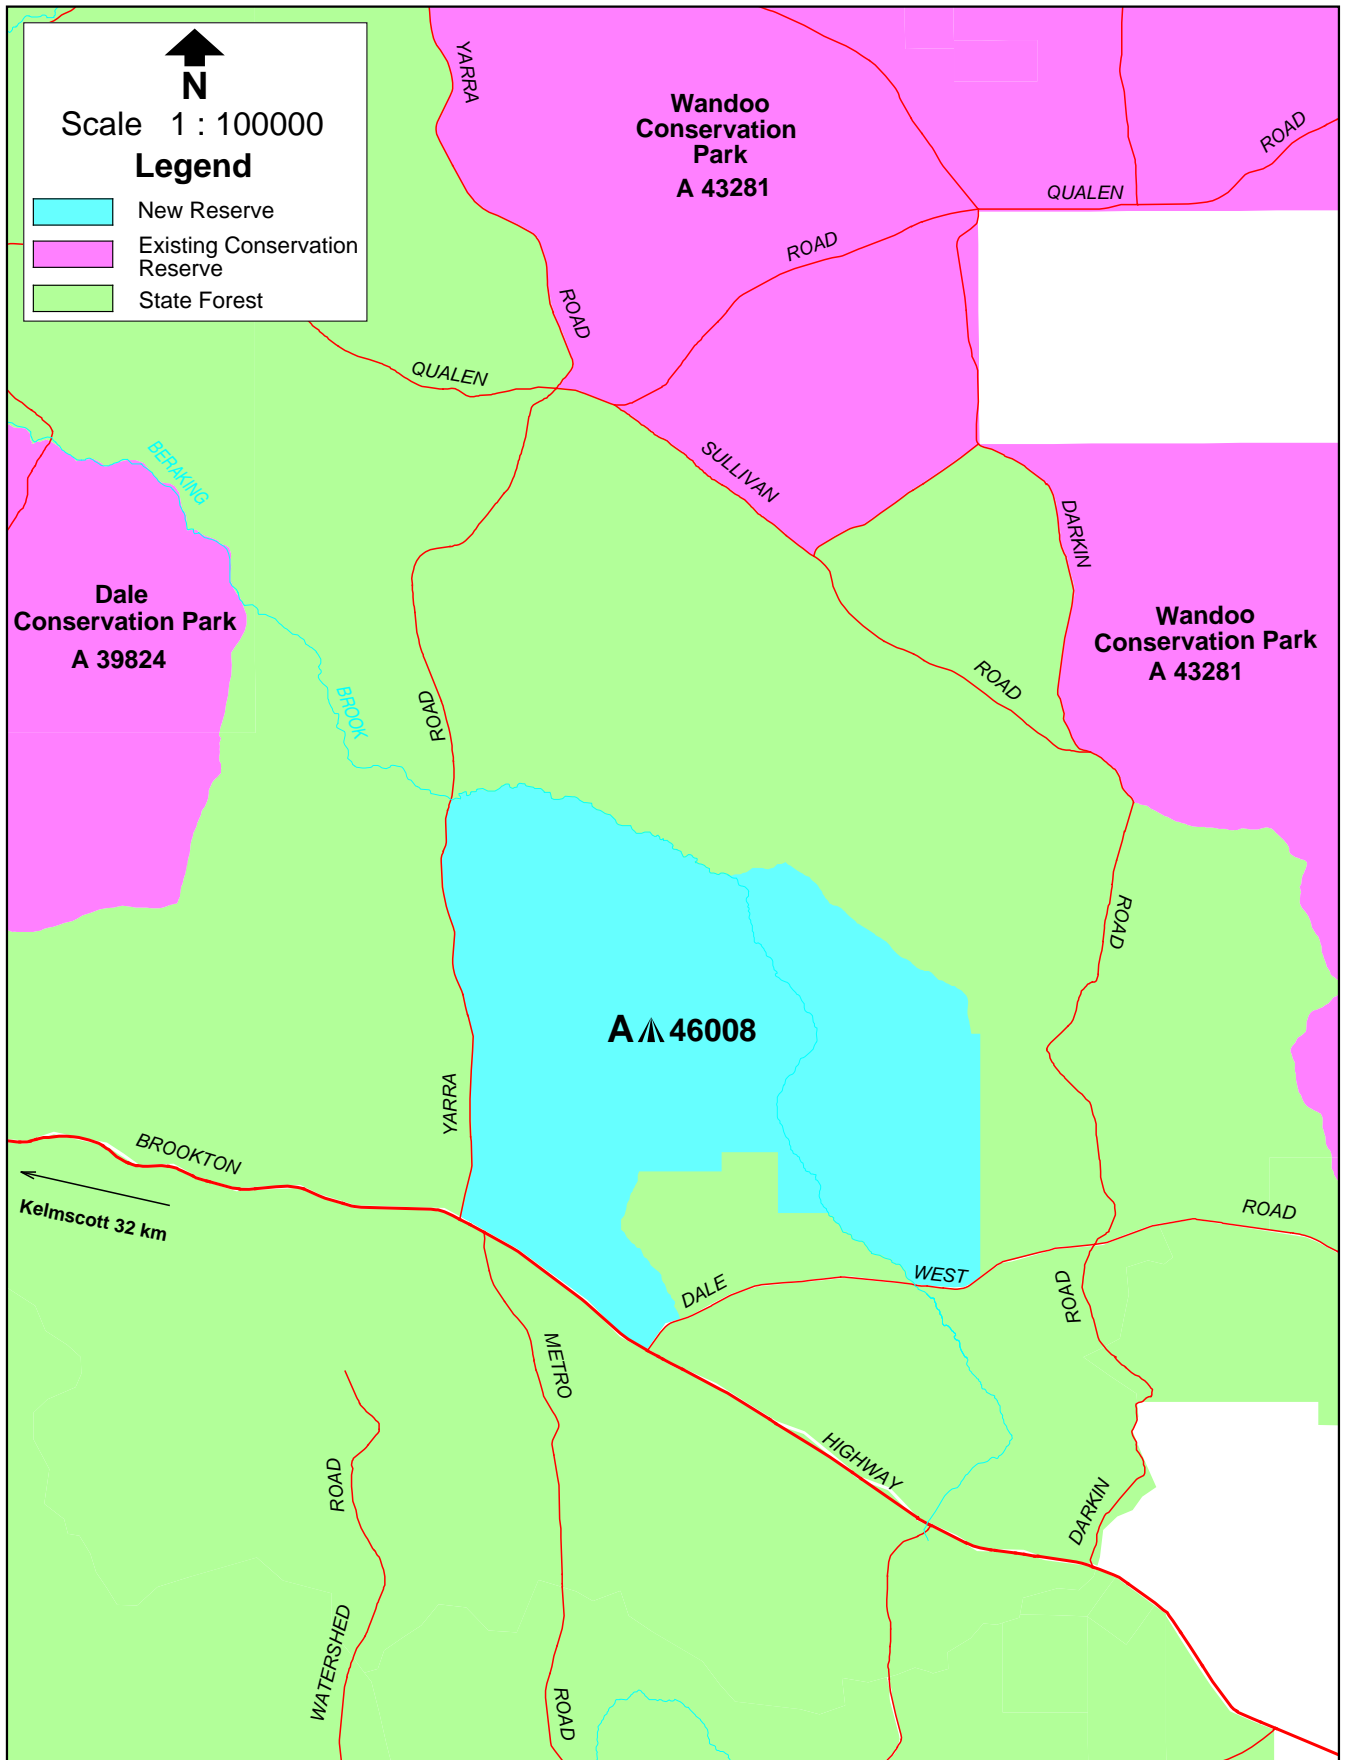 N
Scale 1 : 100000
Legend
New Reserve
Existing Conservation
Reserve
State Forest
YARRA
Wandoo
Conservation
Park
A 43281
ROAD
QUALEN
ROAD
ROAD
QUALEN
SULLIVAN
BERAKING
DARKIN
Dale
Conservation Park
A 39824
Wandoo
Conservation Park
A 43281
ROAD
BROOK
ROAD
ROAD
A 46008
YARRA
BROOKTON
Kelmscott 32 km
ROAD
WEST
DALE
ROAD
METRO
HIGHWAY
ROAD
DARKIN
WATERSHED
ROAD